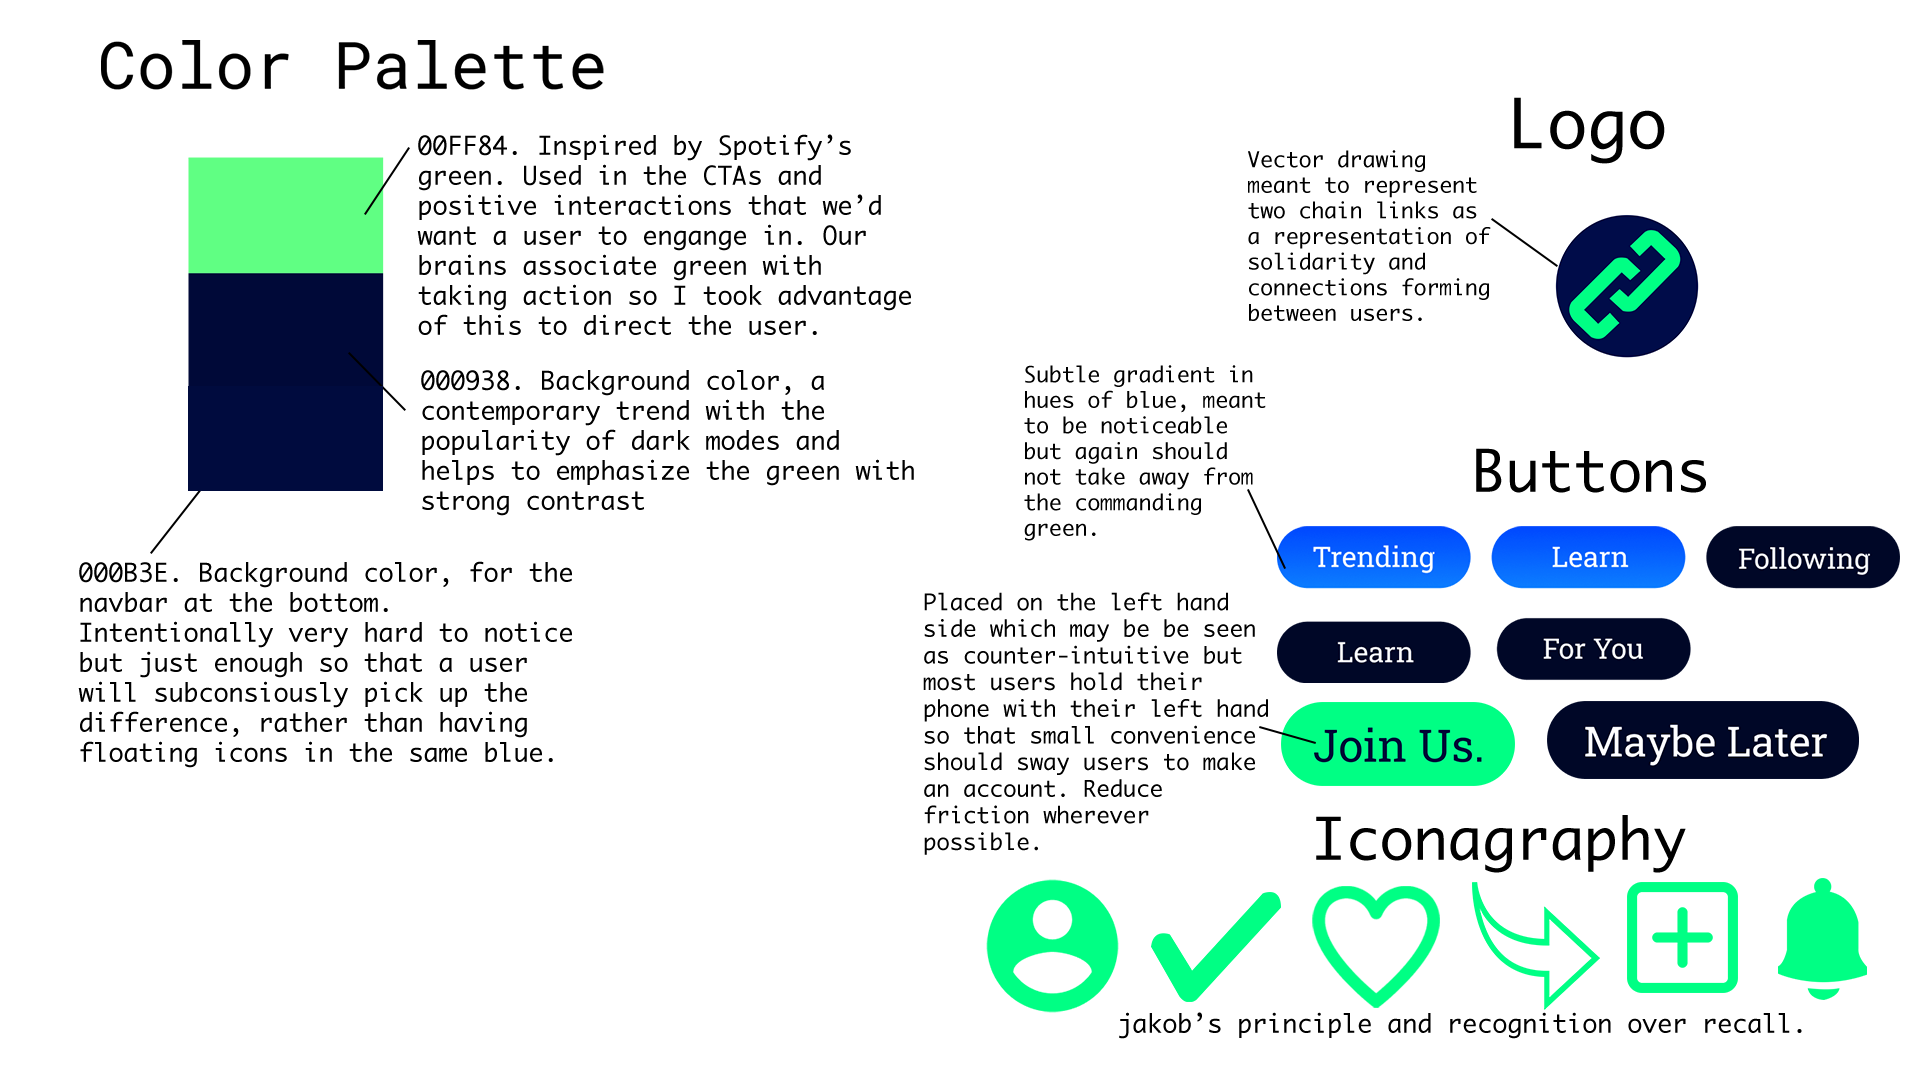 Color Palette
00FF84. Inspired by Spotify’s
green. Used in the CTAs and
positive interactions that we’d
want a user to engange in. Our
brains associate green with
taking action so I took advantage
of this to direct the user.
000938. Background color, a
contemporary trend with the
popularity of dark modes and
helps to emphasize the green with
strong contrast
000B3E. Background color, for the
navbar at the bottom.
Intentionally very hard to notice
but just enough so that a user
will subconsiously pick up the
difference, rather than having
floating icons in the same blue.
Logo
Vector drawing
meant to represent
two chain links as
a representation of
solidarity and
connections forming
between users.
Subtle gradient in
hues of blue, meant
to be noticeable
but again should
not take away from
the commanding
green.
Buttons
Trending
Learn
Following
Learn
For You
Join Us.
Maybe Later
Placed on the left hand
side which may be be seen
as counter-intuitive but
most users hold their
phone with their left hand
so that small convenience
should sway users to make
an account. Reduce
friction wherever
possible.
Iconagraphy
jakob’s principle and recognition over recall.